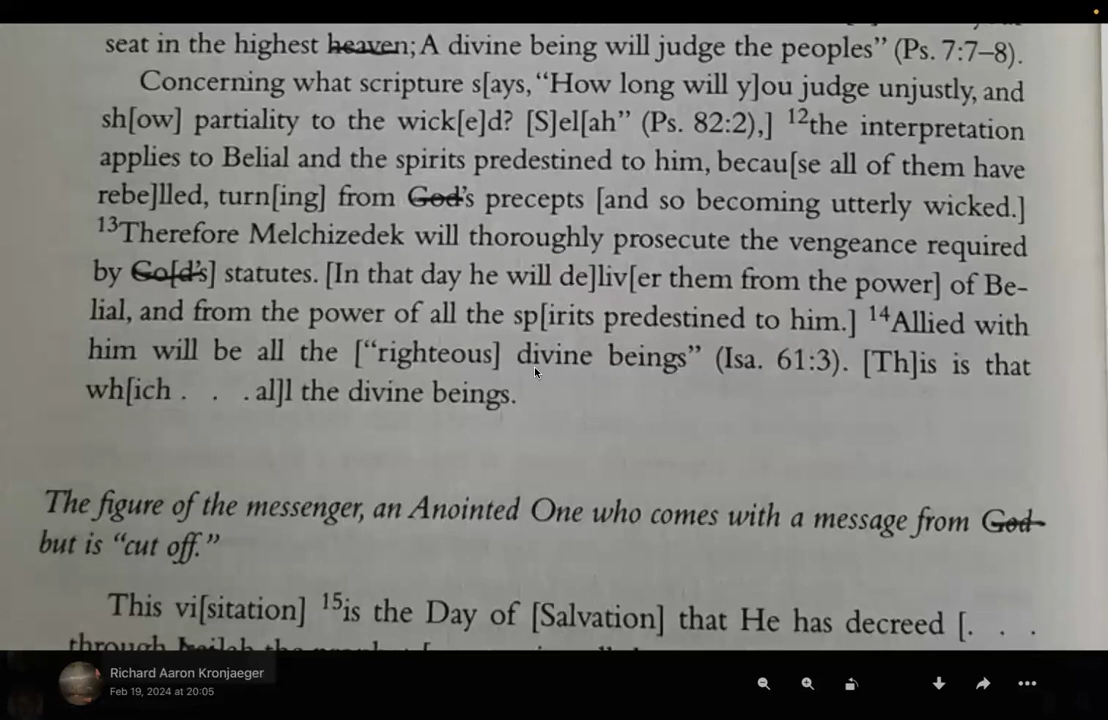 seat in the highest heaven; A divine being will judge the peoples” (Ps. 7:7–8).
Concerning what scripture s[ays, “How long will y]ou judge unjustly, and
sh[ow] partiality to the wick[e]d? [S]el[ah” (Ps. 82:2),] 12the interpretation
applies to Belial and the spirits predestined to him, becau[se all of them have
rebe]lled, turn[ing] from God’s precepts [and so becoming utterly wicked.]
13Therefore Melchizedek will thoroughly prosecute the vengeance required
by Go[d’s] statutes. [In that day he will de]liv[er them from the power] of Be-
lial, and from the power of all the sp[irits predestined to him.] 14Allied with
him will be all the [“righteous] divine beings” (Isa. 61:3). [Th]is is that
wh[ich . . . al]l the divine beings.
The figure of the messenger, an Anointed One who comes with a message from God
but is “cut off.”
This vi[sitation] 15is the Day of [Salvation] that He has decreed [. . .
through
Richard Aaron Kronjaeger
Feb 19, 2024 at 20:05